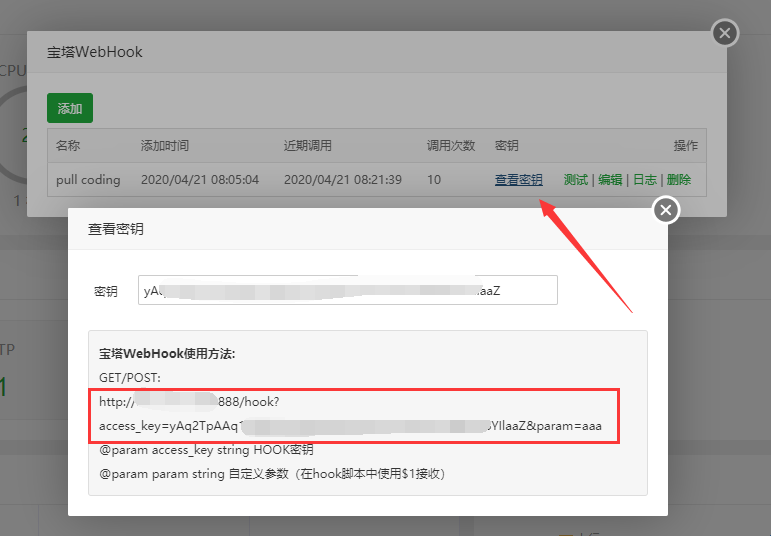 宝塔WebHook
CPU
添加
名称 添加时间 近期调用 调用次数 密钥 操作
pull coding 2020/04/21 08:05:04 2020/04/21 08:21:39 10 查看密钥 测试 | 编辑 | 日志 | 删除
查看密钥
密钥 aaZ
宝塔WebHook使用方法:
GET/POST:
http:// 888/hook?
access_key=yAq2TpAAq YIlaaZ&param=aaa
@param access_key string HOOK密钥
@param param string 自定义参数（在hook脚本中使用$1接收）